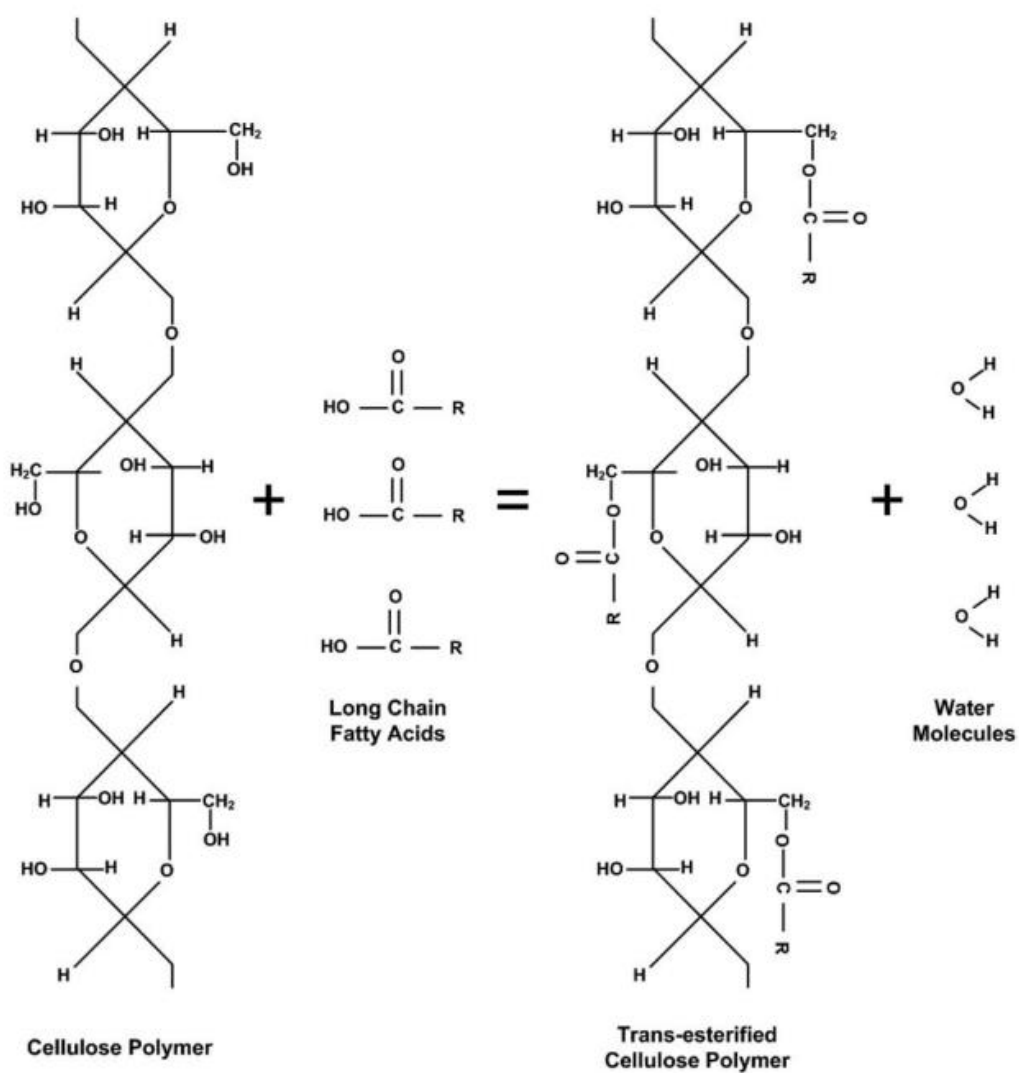 H
H
H
OH
H
CH₂
OH
HO
H
O
H
O
H
H₂C
HO
OH
H
O
H
OH
H
O
H
H
OH
H
CH₂
OH
HO
H
O
H
Cellulose Polymer
+
O
HO
C
R
O
HO
C
R
O
HO
C
R
Long Chain
Fatty Acids
=
H
H
OH
H
CH₂
O
C
O
R
HO
H
O
H
O
H
H₂C
O
O
C
R
OH
H
O
H
OH
H
O
H
H
OH
H
CH₂
O
C
O
R
HO
H
O
H
Trans-esterified
Cellulose Polymer
+
H
O
H
H
O
H
H
O
H
Water
Molecules